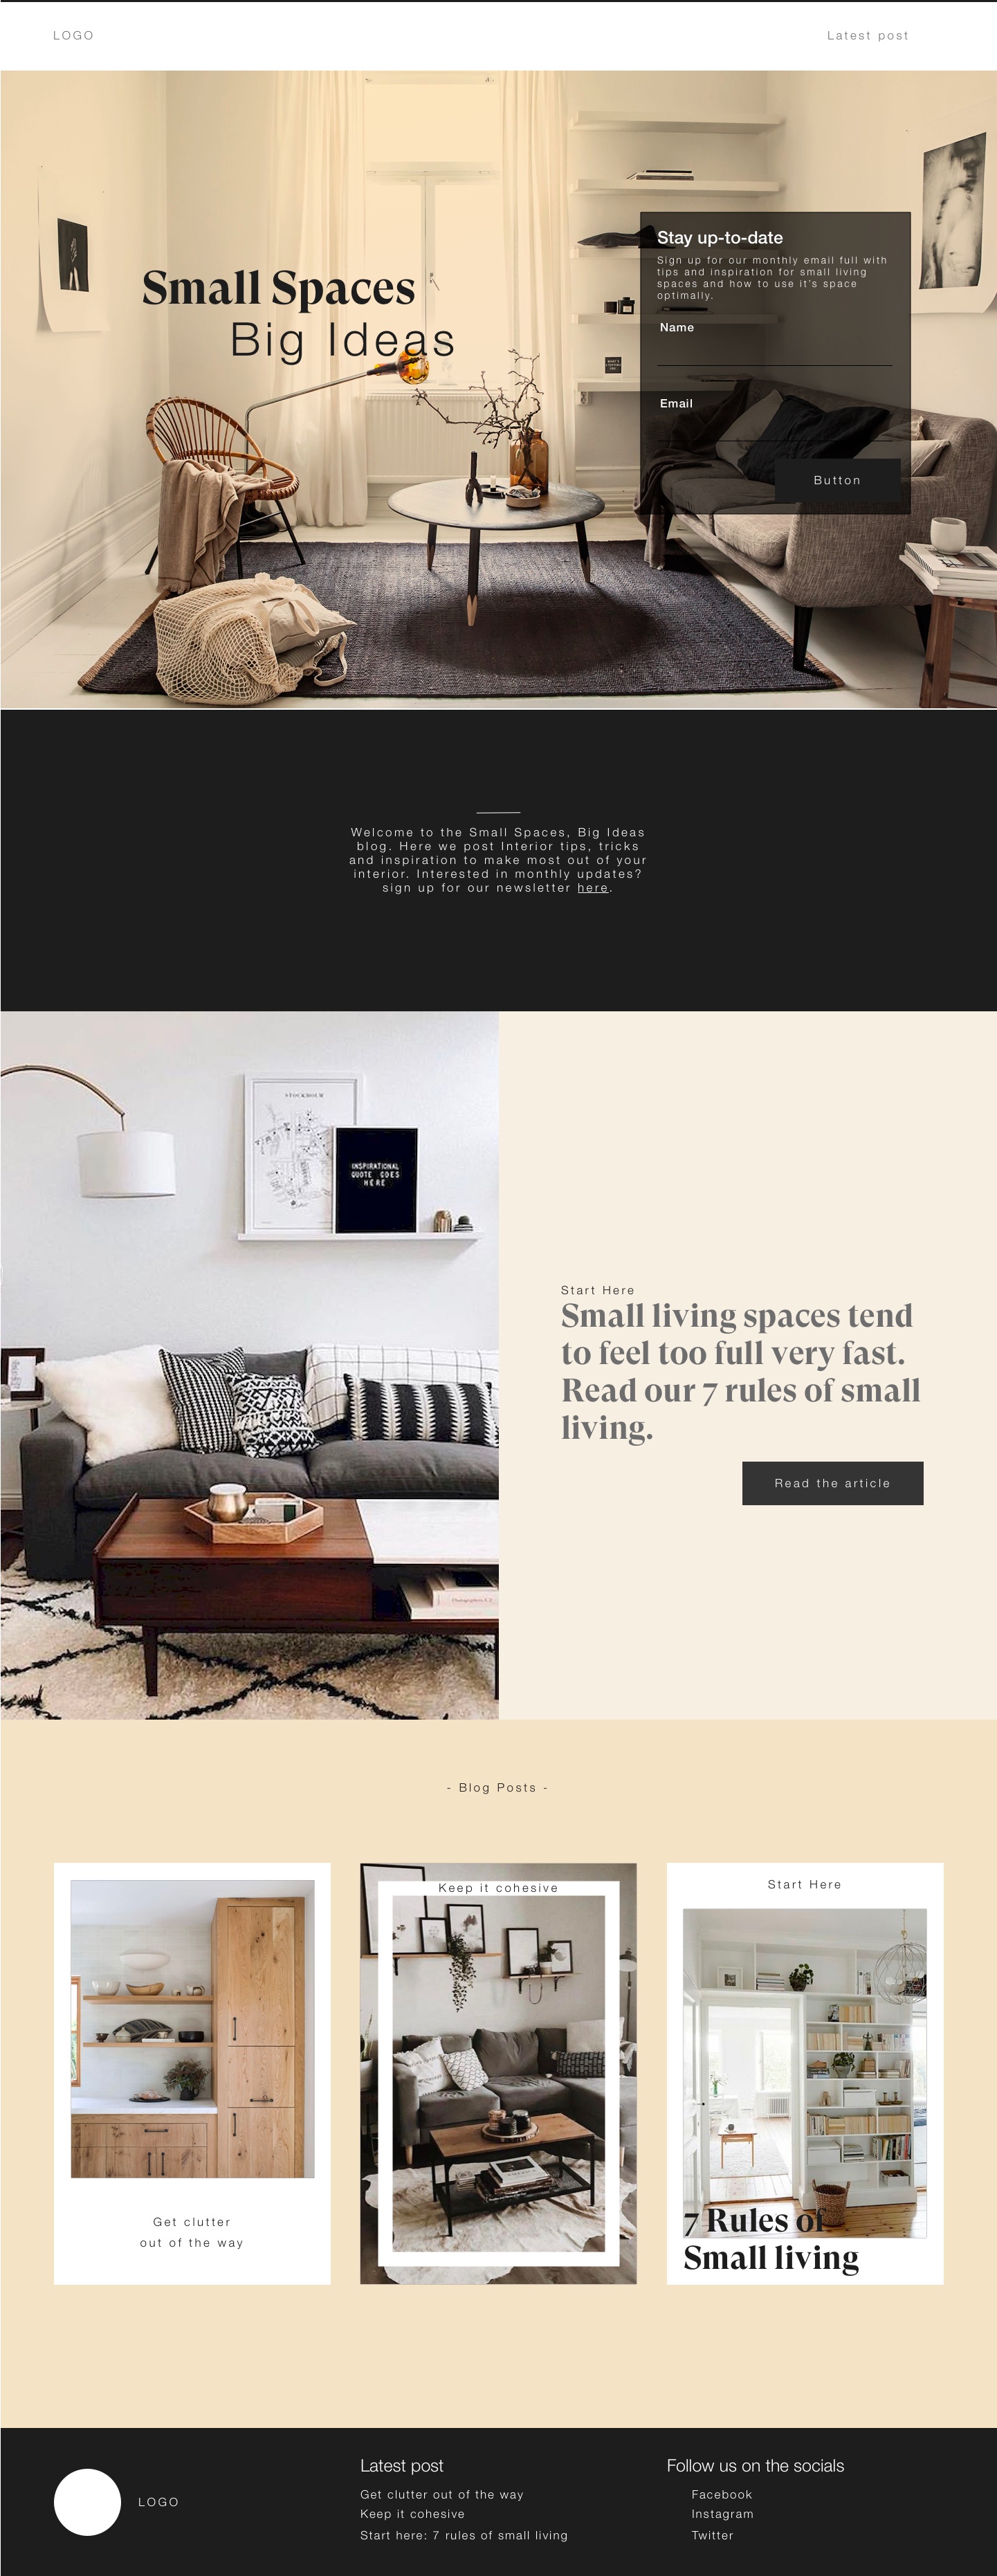 LOGO
Latest post
Small Spaces
Big Ideas
Stay up-to-date
Sign up for our monthly email full with
tips and inspiration for small living
spaces and how to use it's space
optimally.
Name
Email
Button
Welcome to the Small Spaces, Big Ideas
blog. Here we post Interior tips, tricks
and inspiration to make most out of your
interior. Interested in monthly updates?
sign up for our newsletter here.
STOCKHOLM
INSPIRATIONAL
QUOTE GOES
HERE
Start Here
Small living spaces tend
to feel too full very fast.
Read our 7 rules of small
living.
Read the article
- Blog Posts -
Get clutter
out of the way
Keep it cohesive
Start Here
7 Rules of
Small living
LOGO
Latest post
Get clutter out of the way
Keep it cohesive
Start here: 7 rules of small living
Follow us on the socials
Facebook
Instagram
Twitter